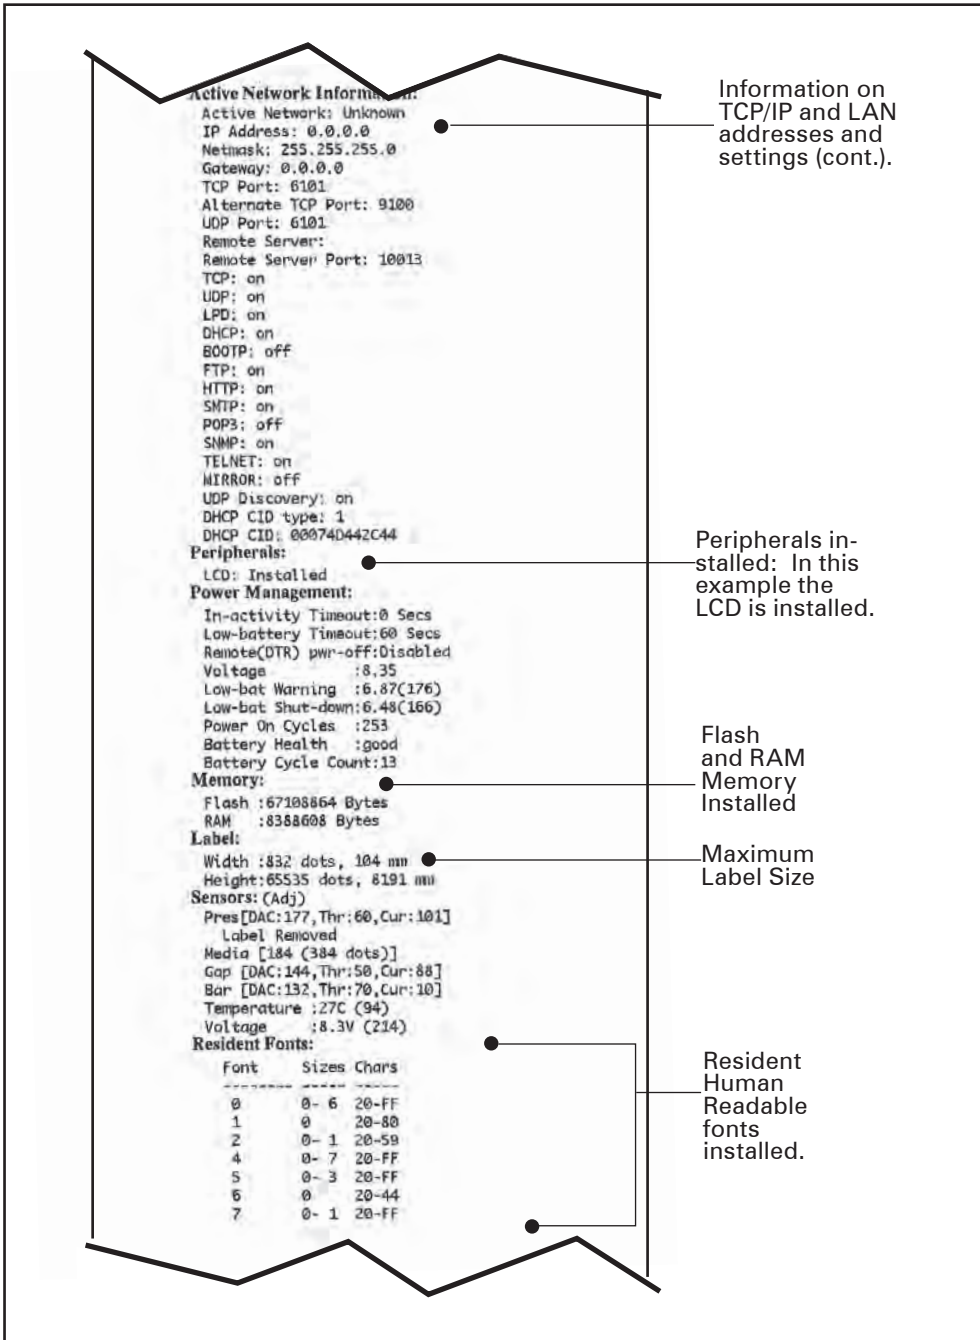 Active Network Information:
Active Network: Unknown
IP Address: 0.0.0.0
Netmask: 255.255.255.0
Gateway: 0.0.0.0
TCP Port: 6101
Alternate TCP Port: 9100
UDP Port: 6101
Remote Server:
Remote Server Port: 10013
TCP: on
UDP: on
LPD: on
DHCP: on
BOOTP: off
FTP: on
HTTP: on
SMTP: on
POP3: off
SNMP: on
TELNET: on
MIRROR: off
UDP Discovery: on
DHCP CID type: 1
DHCP CID: 00074D442C44
Peripherals:
LCD: Installed
Power Management:
In-activity Timeout:0 Secs
Low-battery Timeout:60 Secs
Remote(DTR) pwr-off:Disabled
Voltage :8.35
Low-bat Warning :6.87(176)
Low-bat Shut-down:6.48(166)
Power On Cycles :253
Battery Health :good
Battery Cycle Count:13
Memory:
Flash :67108864 Bytes
RAM :8388608 Bytes
Label:
Width :832 dots, 104 mm
Height:65535 dots, 8191 mm
Sensors: (Adj)
Pres[DAC:177,Thr:60,Cur:101]
Label Removed
Media [184 (384 dots)]
Gap [DAC:144,Thr:50,Cur:88]
Bar [DAC:132,Thr:70,Cur:10]
Temperature :27C (94)
Voltage :8.3V (214)
Resident Fonts:
Font Sizes Chars
-------- ----- -----
0 0- 6 20-FF
1 0 20-80
2 0- 1 20-59
4 0- 7 20-FF
5 0- 3 20-FF
6 0 20-44
7 0- 1 20-FF
Information on
TCP/IP and LAN
addresses and
settings (cont.).
Peripherals in-
stalled: In this
example the
LCD is installed.
Flash
and RAM
Memory
Installed
Maximum
Label Size
Resident
Human
Readable
fonts
installed.